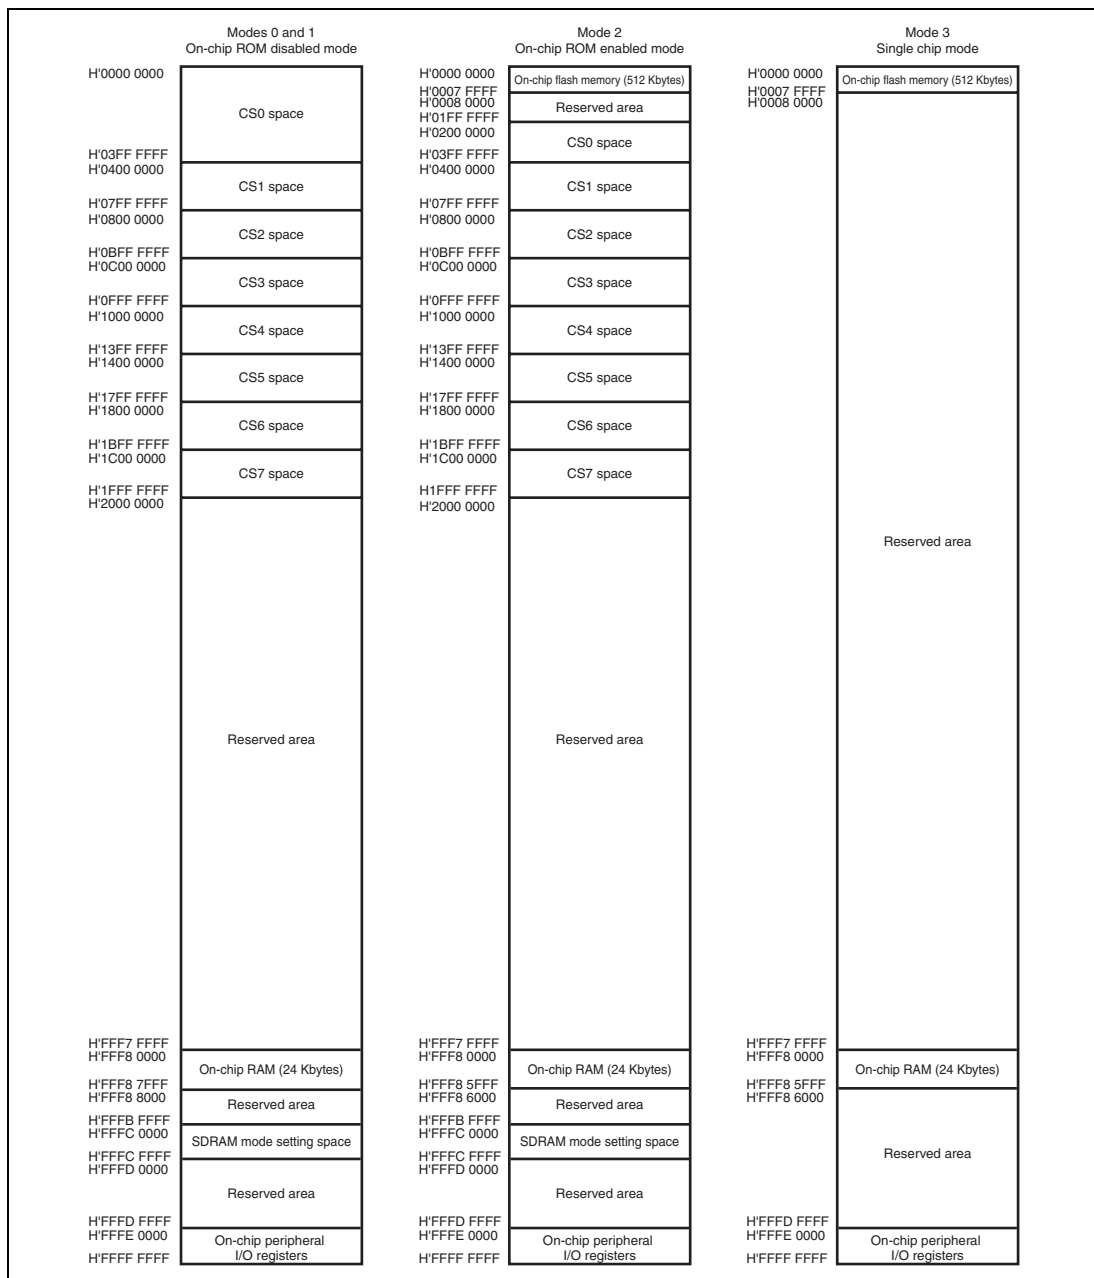 Modes 0 and 1
On-chip ROM disabled mode
H'0000 0000
CS0 space
H'03FF FFFF
H'0400 0000
CS1 space
H'07FF FFFF
H'0800 0000
CS2 space
H'0BFF FFFF
H'0C00 0000
CS3 space
H'0FFF FFFF
H'1000 0000
CS4 space
H'13FF FFFF
H'1400 0000
CS5 space
H'17FF FFFF
H'1800 0000
CS6 space
H'1BFF FFFF
H'1C00 0000
CS7 space
H'1FFF FFFF
H'2000 0000
Reserved area
H'FFF7 FFFF
H'FFF8 0000
On-chip RAM (24 Kbytes)
H'FFF8 7FFF
H'FFF8 8000
Reserved area
H'FFFB FFFF
H'FFFC 0000
SDRAM mode setting space
H'FFFC FFFF
H'FFFD 0000
Reserved area
H'FFFD FFFF
H'FFFE 0000
On-chip peripheral
I/O registers
H'FFFF FFFF
Mode 2
On-chip ROM enabled mode
H'0000 0000
On-chip flash memory (512 Kbytes)
H'0007 FFFF
H'0008 0000
Reserved area
H'01FF FFFF
H'0200 0000
CS0 space
H'03FF FFFF
H'0400 0000
CS1 space
H'07FF FFFF
H'0800 0000
CS2 space
H'0BFF FFFF
H'0C00 0000
CS3 space
H'0FFF FFFF
H'1000 0000
CS4 space
H'13FF FFFF
H'1400 0000
CS5 space
H'17FF FFFF
H'1800 0000
CS6 space
H'1BFF FFFF
H'1C00 0000
CS7 space
H1FFF FFFF
H'2000 0000
Reserved area
H'FFF7 FFFF
H'FFF8 0000
On-chip RAM (24 Kbytes)
H'FFF8 5FFF
H'FFF8 6000
Reserved area
H'FFFB FFFF
H'FFFC 0000
SDRAM mode setting space
H'FFFC FFFF
H'FFFD 0000
Reserved area
H'FFFD FFFF
H'FFFE 0000
On-chip peripheral
I/O registers
H'FFFF FFFF
Mode 3
Single chip mode
H'0000 0000
On-chip flash memory (512 Kbytes)
H'0007 FFFF
H'0008 0000
Reserved area
H'FFF7 FFFF
H'FFF8 0000
On-chip RAM (24 Kbytes)
H'FFF8 5FFF
H'FFF8 6000
Reserved area
H'FFFD FFFF
H'FFFE 0000
On-chip peripheral
I/O registers
H'FFFF FFFF